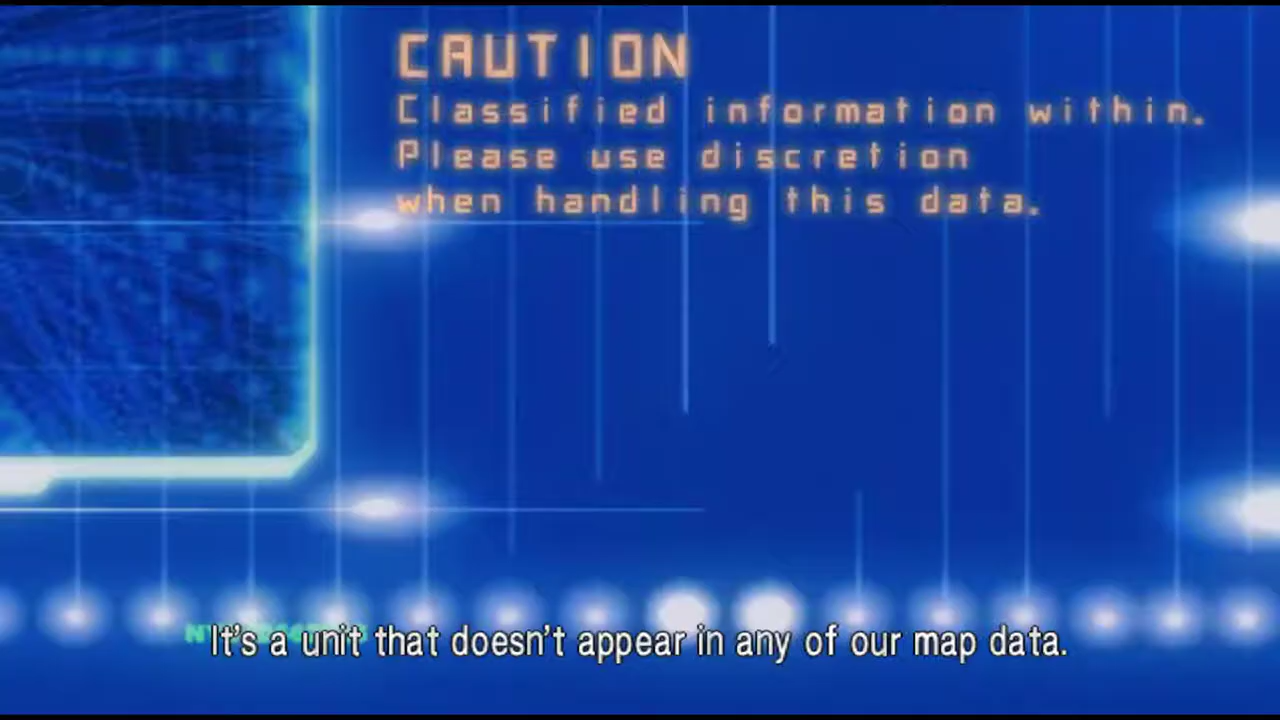 CAUTION
Classified information within.
Please use discretion
when handling this data.
It's a unit that doesn't appear in any of our map data.